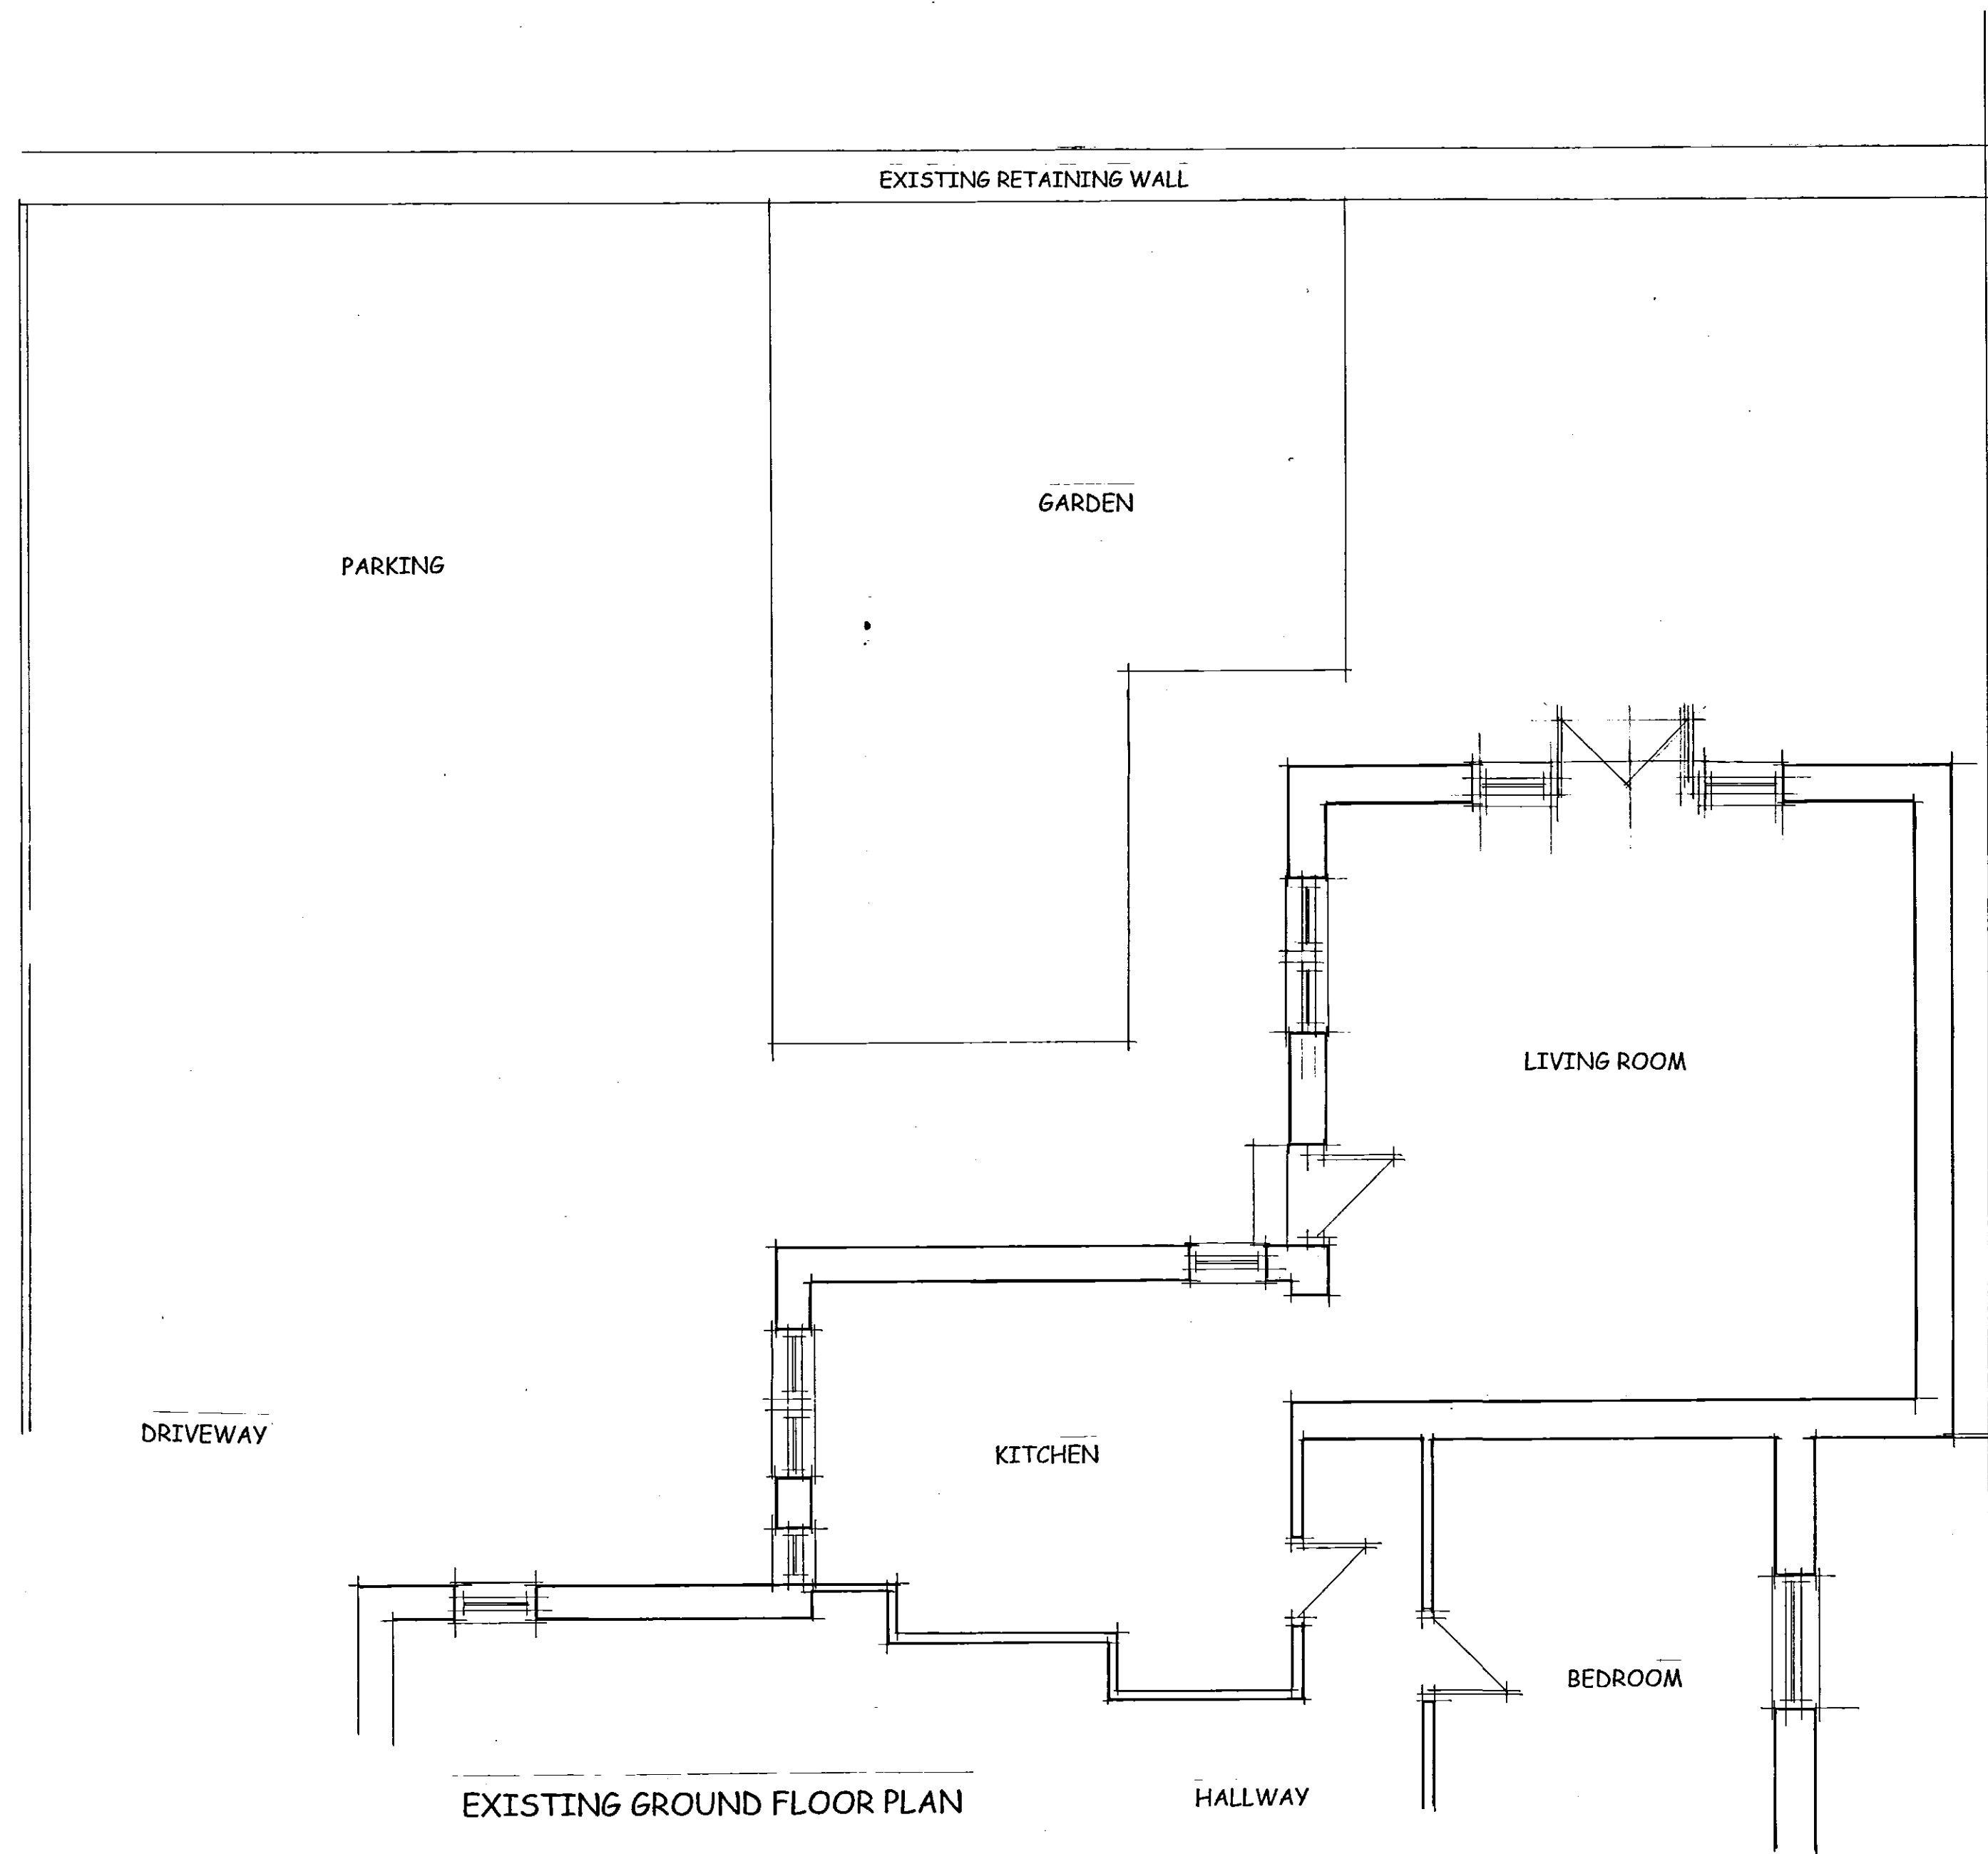 EXISTING RETAINING WALL
GARDEN
PARKING
LIVING ROOM
DRIVEWAY
KITCHEN
BEDROOM
HALLWAY
EXISTING GROUND FLOOR PLAN